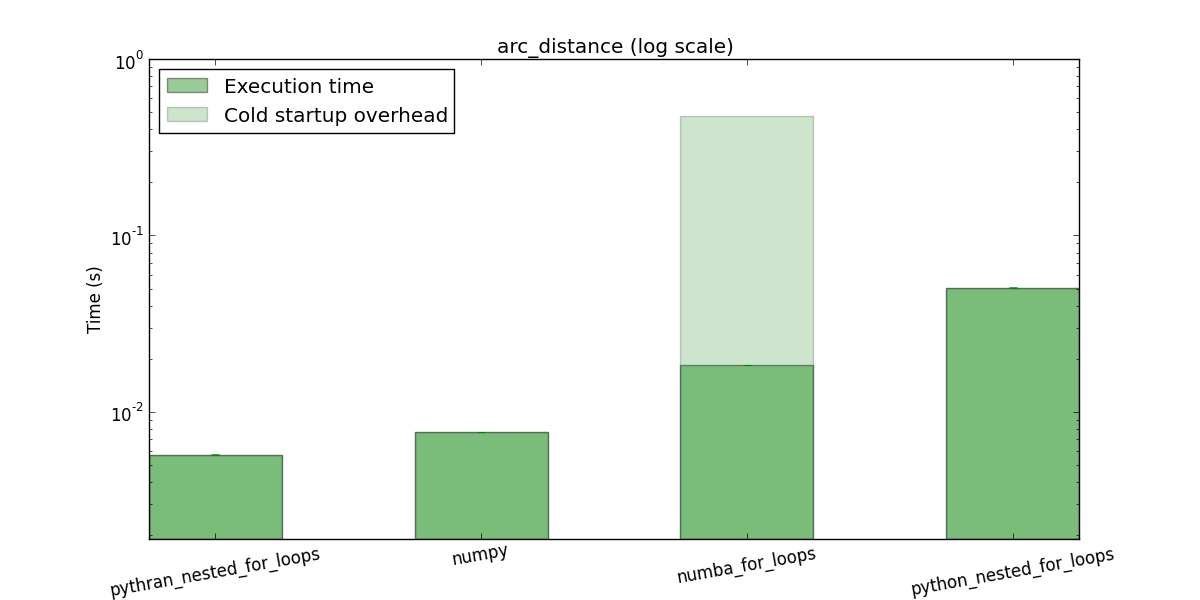 arc_distance (log scale)
10^0
Execution time
Cold startup overhead
10^-1
Time (s)
10^-2
pythran_nested_for_loops
numpy
numba_for_loops
python_nested_for_loops